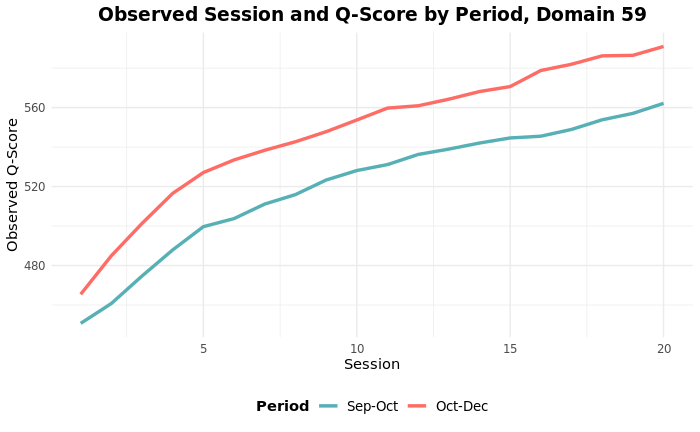 Observed Session and Q-Score by Period, Domain 59
Observed Q-Score
560
520
480
5 10 15 20
Session
Period Sep-Oct Oct-Dec